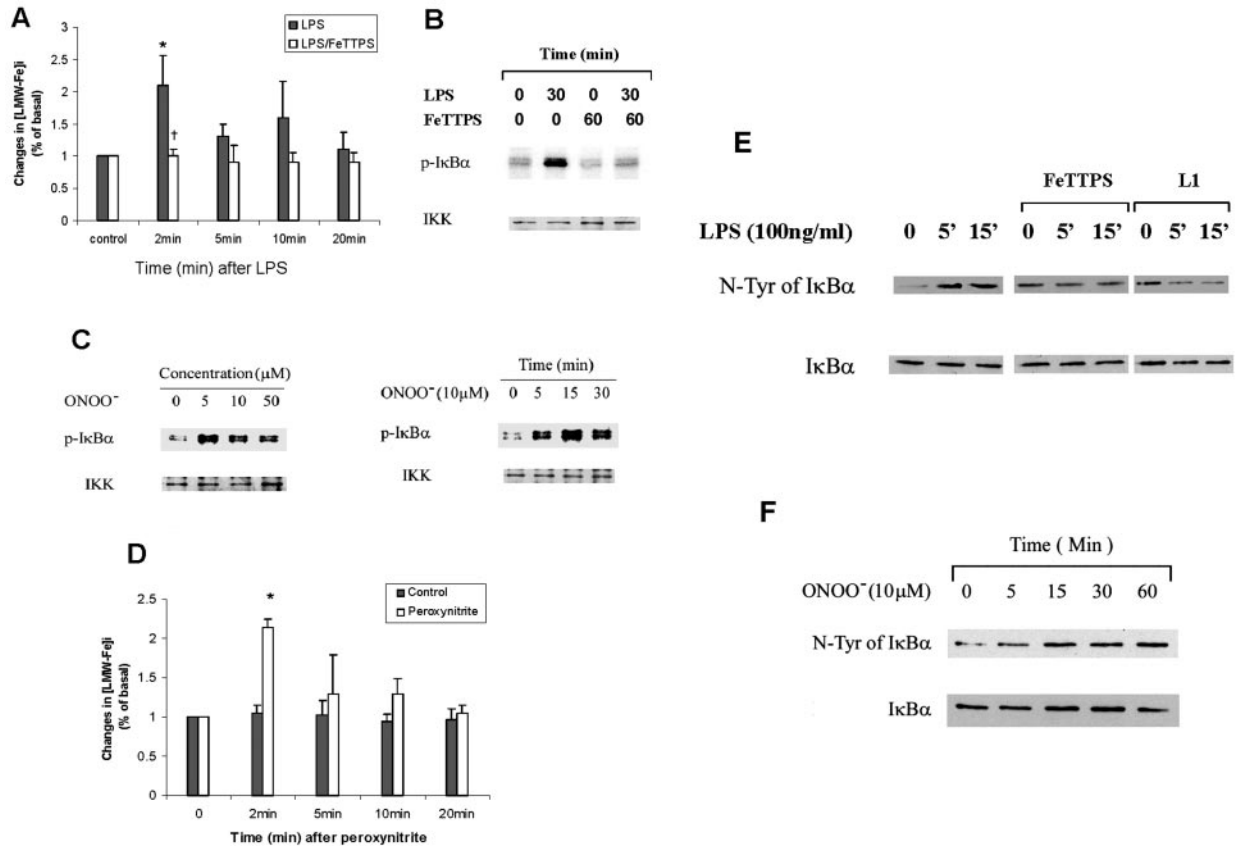 A
3
2.5
2
1.5
1
0.5
0
Changes in [LMW-Fe]i
(% of basal)
LPS
LPS/FeTTPS
*
†
control 2min 5min 10min 20min
Time (min) after LPS
B
Time (min)
LPS 0 30 0 30
FeTTPS 0 0 60 60
p-IκBα
IKK
C
Concentration (μM)
ONOO⁻ 0 5 10 50
p-IκBα
IKK
Time (min)
ONOO⁻(10μM) 0 5 15 30
p-IκBα
IKK
D
2.5
2
1.5
1
0.5
0
Changes in [LMW-Fe]i
(% of basal)
Control
Peroxynitrite
*
0 2min 5min 10min 20min
Time (min) after peroxynitrite
E
FeTTPS L1
LPS (100ng/ml) 0 5’ 15’ 0 5’ 15’ 0 5’ 15’
N-Tyr of IκBα
IκBα
F
Time ( Min )
ONOO⁻(10μM) 0 5 15 30 60
N-Tyr of IκBα
IκBα